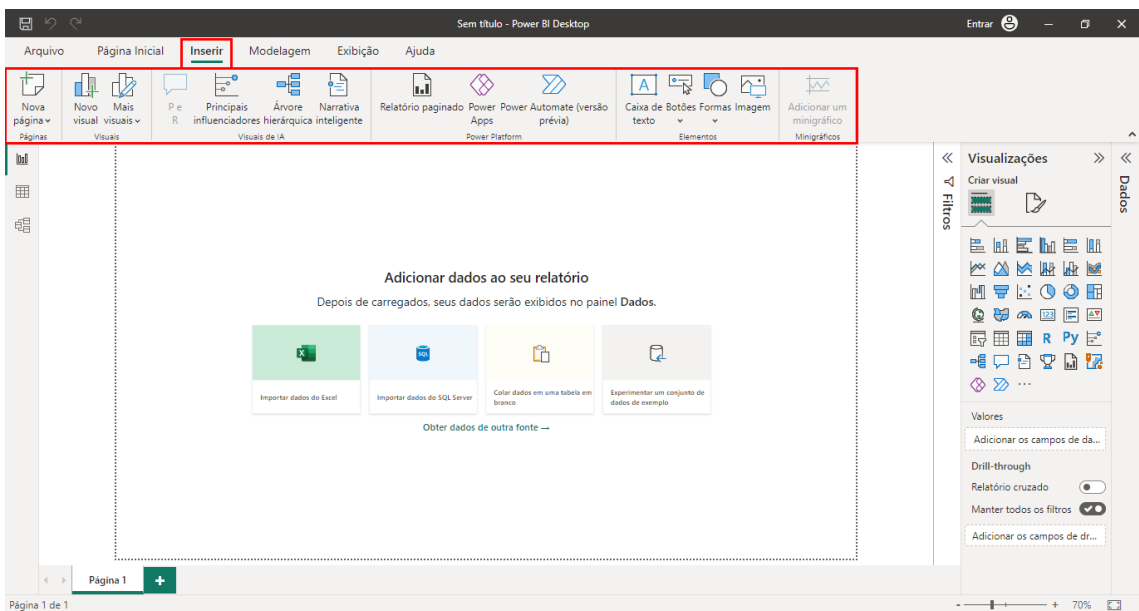 Sem título - Power BI Desktop
Entrar
Arquivo Página Inicial Inserir Modelagem Exibição Ajuda
Nova página
Páginas
Novo visual
Mais visuais
Visuais
P e R
Principais influenciadores
Árvore hierárquica
Narrativa inteligente
Visuais de IA
Relatório paginado
Power Apps
Power Automate (versão prévia)
Power Platform
Caixa de texto
Botões
Formas
Imagem
Elementos
Adicionar um minigráfico
Minigráficos
Adicionar dados ao seu relatório
Depois de carregados, seus dados serão exibidos no painel Dados.
Importar dados do Excel
SQL
Importar dados do SQL Server
Colar dados em uma tabela em
branco
Experimentar um conjunto de
dados de exemplo
Obter dados de outra fonte →
Filtros
Visualizações
Criar visual
123
R Py
Valores
Adicionar os campos de da...
Drill-through
Relatório cruzado
Manter todos os filtros
Adicionar os campos de dr...
Dados
Página 1
Página 1 de 1
- + 70%